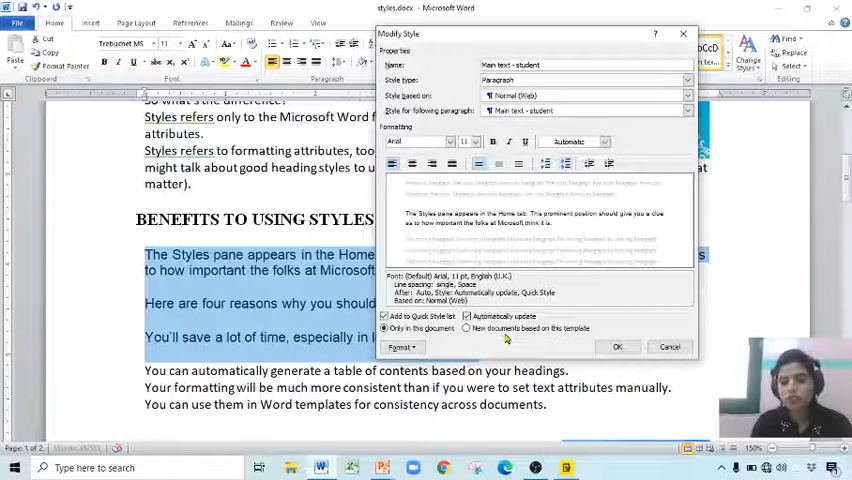 styles.docx - Microsoft Word
File Home Insert Page Layout References Mailings Review
Cut
Copy
Format Painter
Paste
Clipboard
Trebuchet MS 11
Font
Change
Styles
Find
Replace
Select
Editing
So what's the difference?
Styles refers only to the Microsoft Word f
attributes.
Styles refers to formatting attributes, too
might talk about good heading styles to u
matter).
at
BENEFITS TO USING STYLES
The Styles pane appears in the Home
s
to how important the folks at Microsoft
Here are four reasons why you should
You'll save a lot of time, especially in l
You can automatically generate a table of contents based on your headings.
Your formatting will be much more consistent than if you were to set text attributes manually.
You can use them in Word templates for consistency across documents.
Modify Style
Properties
Name: Main text - student
Style type: Paragraph
Style based on: ¶ Normal (Web)
Style for following paragraph: ¶ Main text - student
Formatting
Arial 11 B I U Automatic
The Styles pane appears in the Home tab. This prominent position should give you a clue
as to how important the folks at Microsoft think it is.
Font: (Default) Arial, 11 pt, English (U.K.)
Line spacing: single, Space
After: Auto, Style: Automatically update, Quick Style
Based on: Normal (Web)
Add to Quick Style list Automatically update
Only in this document New documents based on this template
Format OK Cancel
Page: 1 of 2
150%
Type here to search